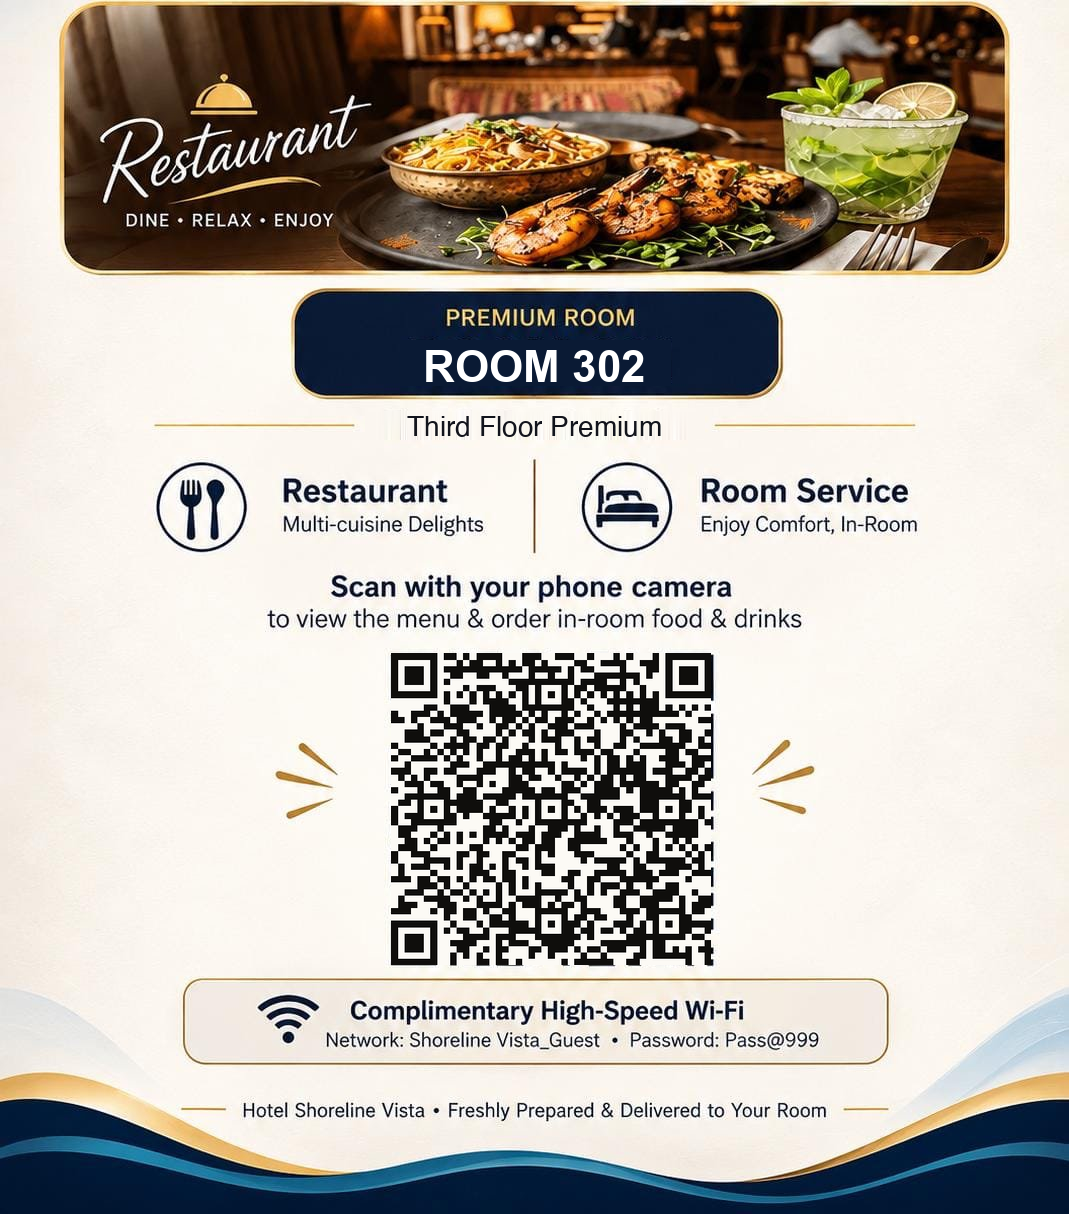 Restaurant
DINE • RELAX • ENJOY
PREMIUM ROOM
ROOM 302
Third Floor Premium
Restaurant
Multi-cuisine Delights
Room Service
Enjoy Comfort, In-Room
Scan with your phone camera
to view the menu & order in-room food & drinks
Complimentary High-Speed Wi-Fi
Network: Shoreline Vista_Guest • Password: Pass@999
Hotel Shoreline Vista • Freshly Prepared & Delivered to Your Room